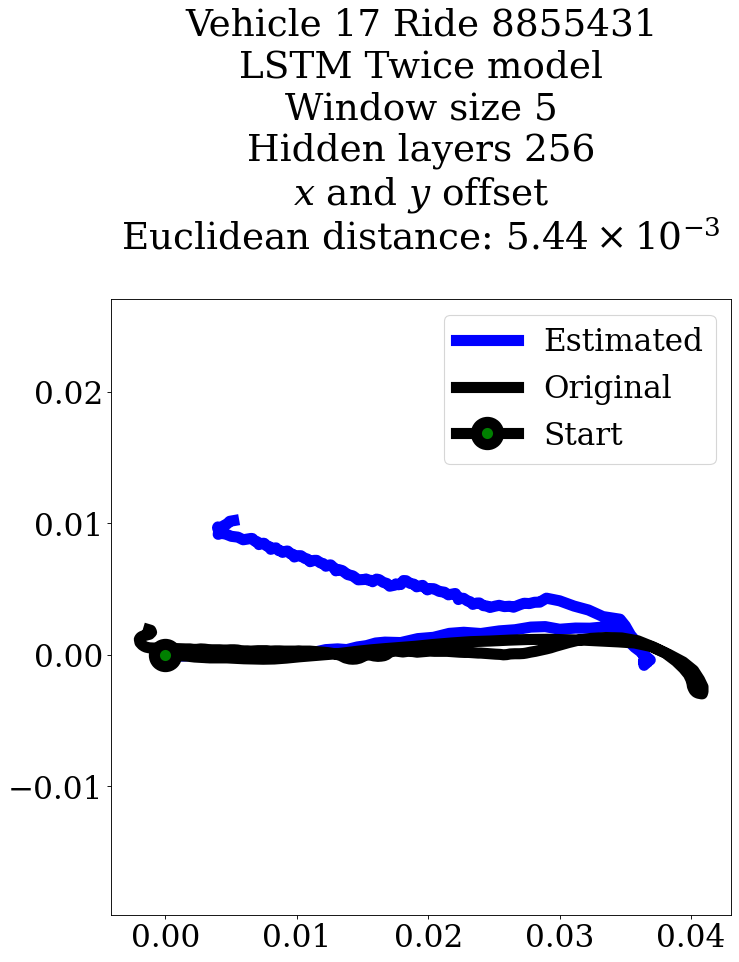 Vehicle 17 Ride 8855431
LSTM Twice model
Window size 5
Hidden layers 256
x and y offset
Euclidean distance: 5.44 × 10⁻³
Estimated
Original
Start
0.02
0.01
0.00
−0.01
0.00 0.01 0.02 0.03 0.04